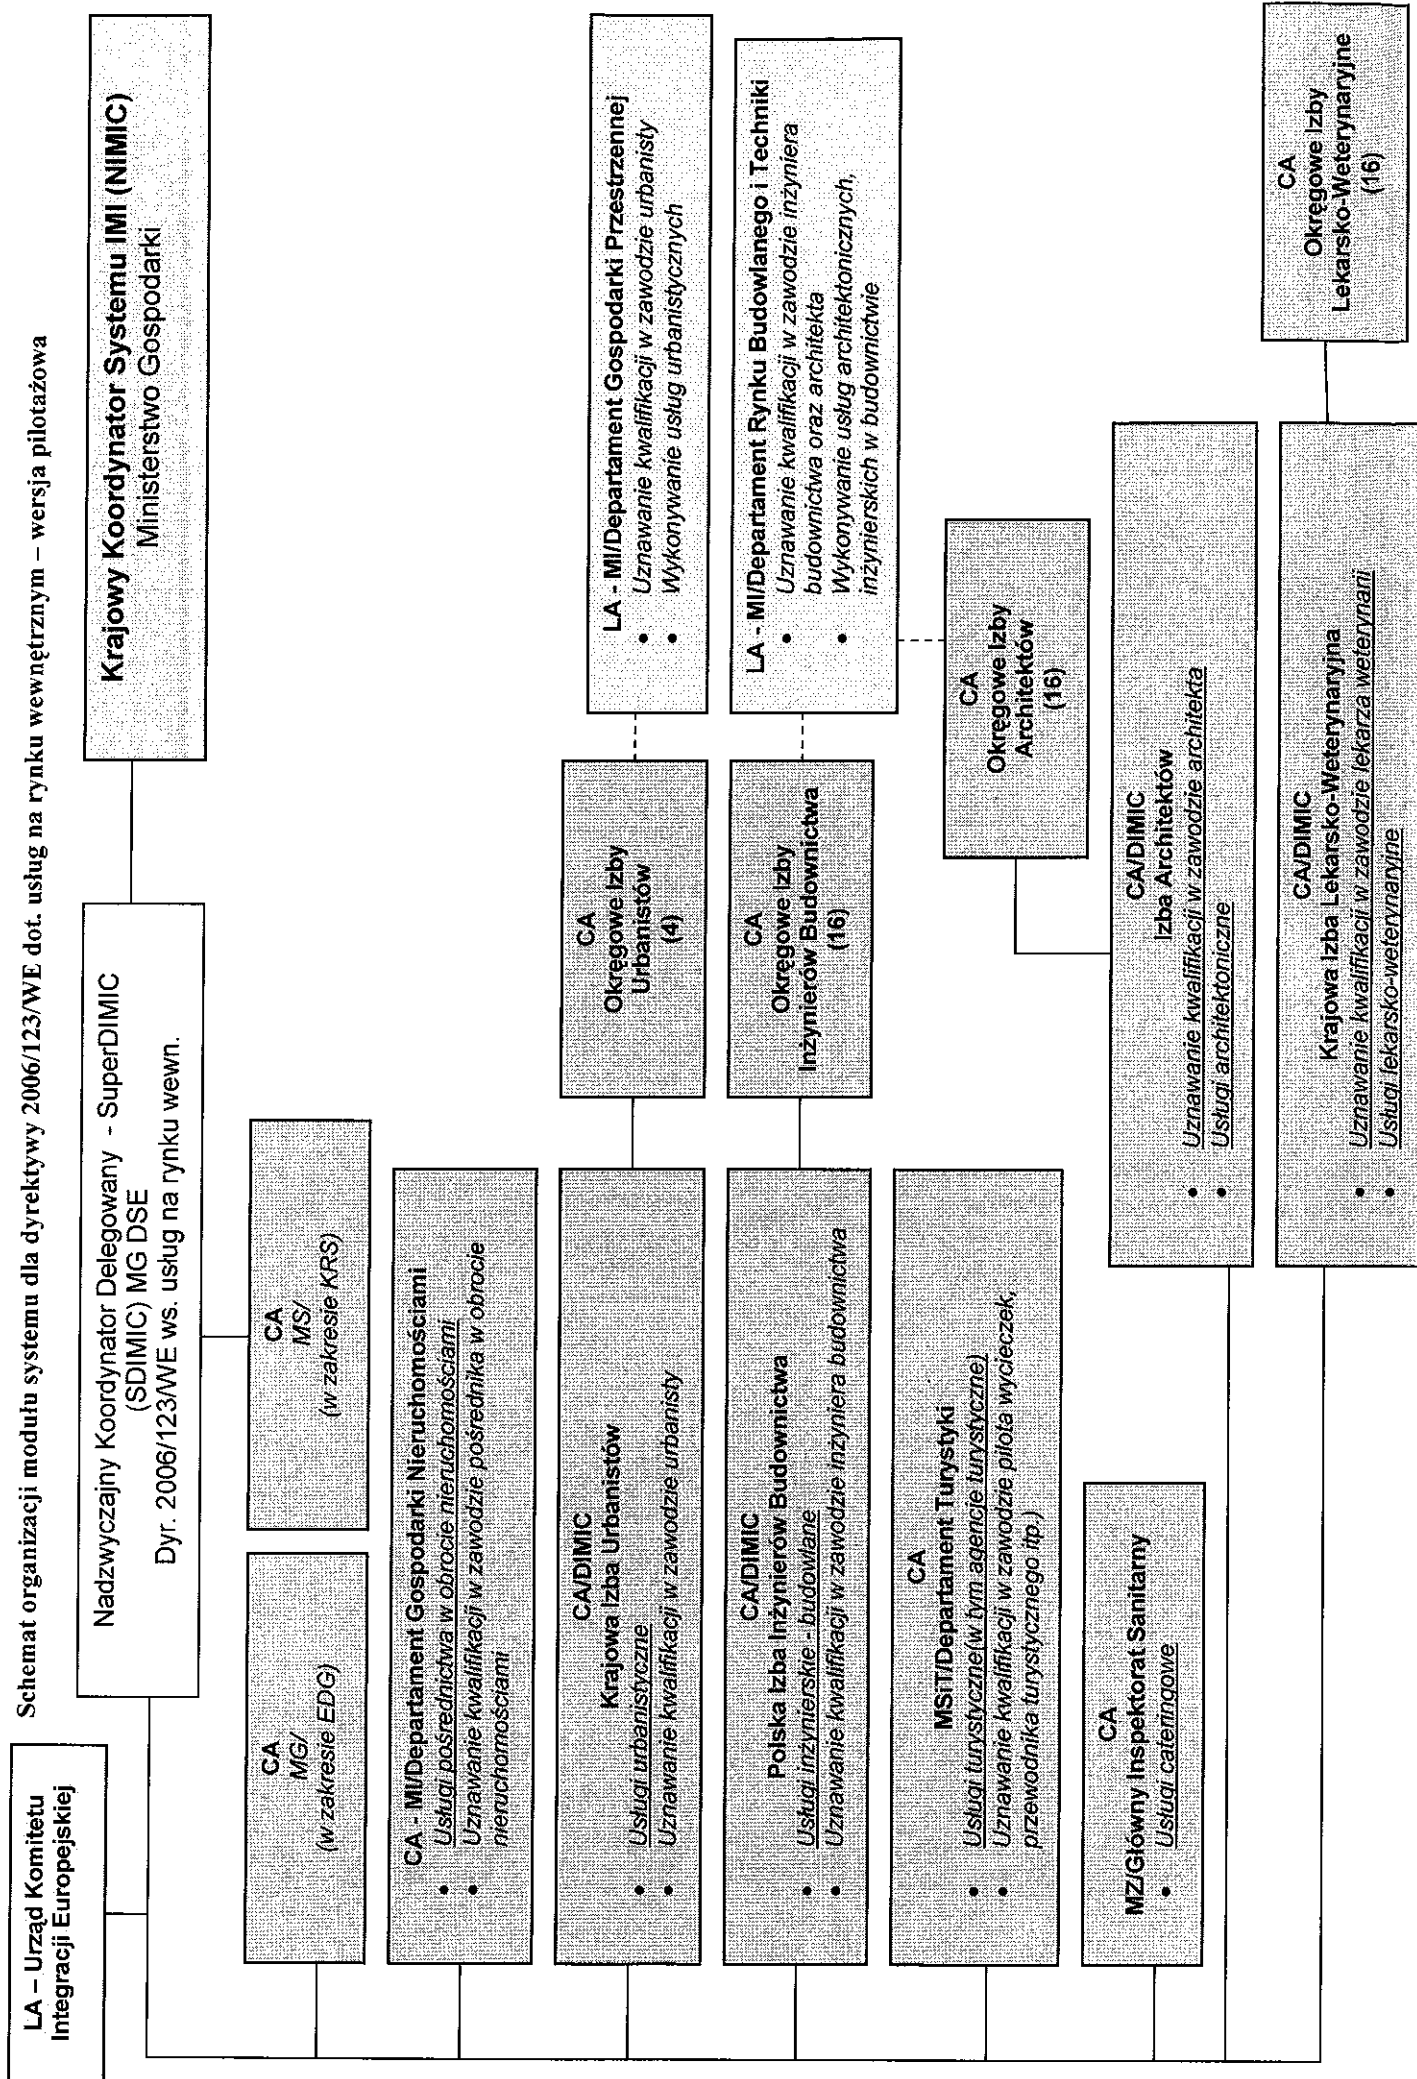 Schemat organizacji modułu systemu dla dyrektywy 2006/123/WE dot. usług na rynku wewnętrznym – wersja pilotażowa
LA – Urząd Komitetu
Integracji Europejskiej
Nadzwyczajny Koordynator Delegowany - SuperDIMIC
(SDIMIC) MG DSE
Dyr. 2006/123/WE ws. usług na rynku wewn.
Krajowy Koordynator Systemu IMI (NIMIC)
Ministerstwo Gospodarki
CA
MG/
(w zakresie EDG)
CA
MS/
(w zakresie KRS)
CA - MI/Departament Gospodarki Nieruchomościami
• Usługi pośrednictwa w obrocie nieruchomościami
• Uznawanie kwalifikacji w zawodzie pośrednika w obrocie
nieruchomościami
CA/DIMIC
Krajowa Izba Urbanistów
• Usługi urbanistyczne
• Uznawanie kwalifikacji w zawodzie urbanisty
CA
Okręgowe Izby
Urbanistów
(4)
LA - MI/Departament Gospodarki Przestrzennej
• Uznawanie kwalifikacji w zawodzie urbanisty
• Wykonywanie usług urbanistycznych
CA/DIMIC
Polska Izba Inżynierów Budownictwa
• Usługi inżynierskie - budowlane
• Uznawanie kwalifikacji w zawodzie inżyniera budownictwa
CA
Okręgowe Izby
Inżynierów Budownictwa
(16)
LA - MI/Departament Rynku Budowlanego i Techniki
• Uznawanie kwalifikacji w zawodzie inżyniera
budownictwa oraz architekta
• Wykonywanie usług architektonicznych,
inżynierskich w budownictwie
CA
MSiT/Departament Turystyki
• Usługi turystyczne(w tym agencje turystyczne)
• Uznawanie kwalifikacji w zawodzie pilota wycieczek,
przewodnika turystycznego itp.)
CA
Okręgowe Izby
Architektów
(16)
CA
MZ/Główny Inspektorat Sanitarny
• Usługi cateringowe
CA/DIMIC
Izba Architektów
• Uznawanie kwalifikacji w zawodzie architekta
• Usługi architektoniczne
CA/DIMIC
Krajowa Izba Lekarsko-Weterynaryjna
• Uznawanie kwalifikacji w zawodzie lekarza weterynarii
• Usługi lekarsko-weterynaryjne
CA
Okręgowe Izby
Lekarsko-Weterynaryjne
(16)